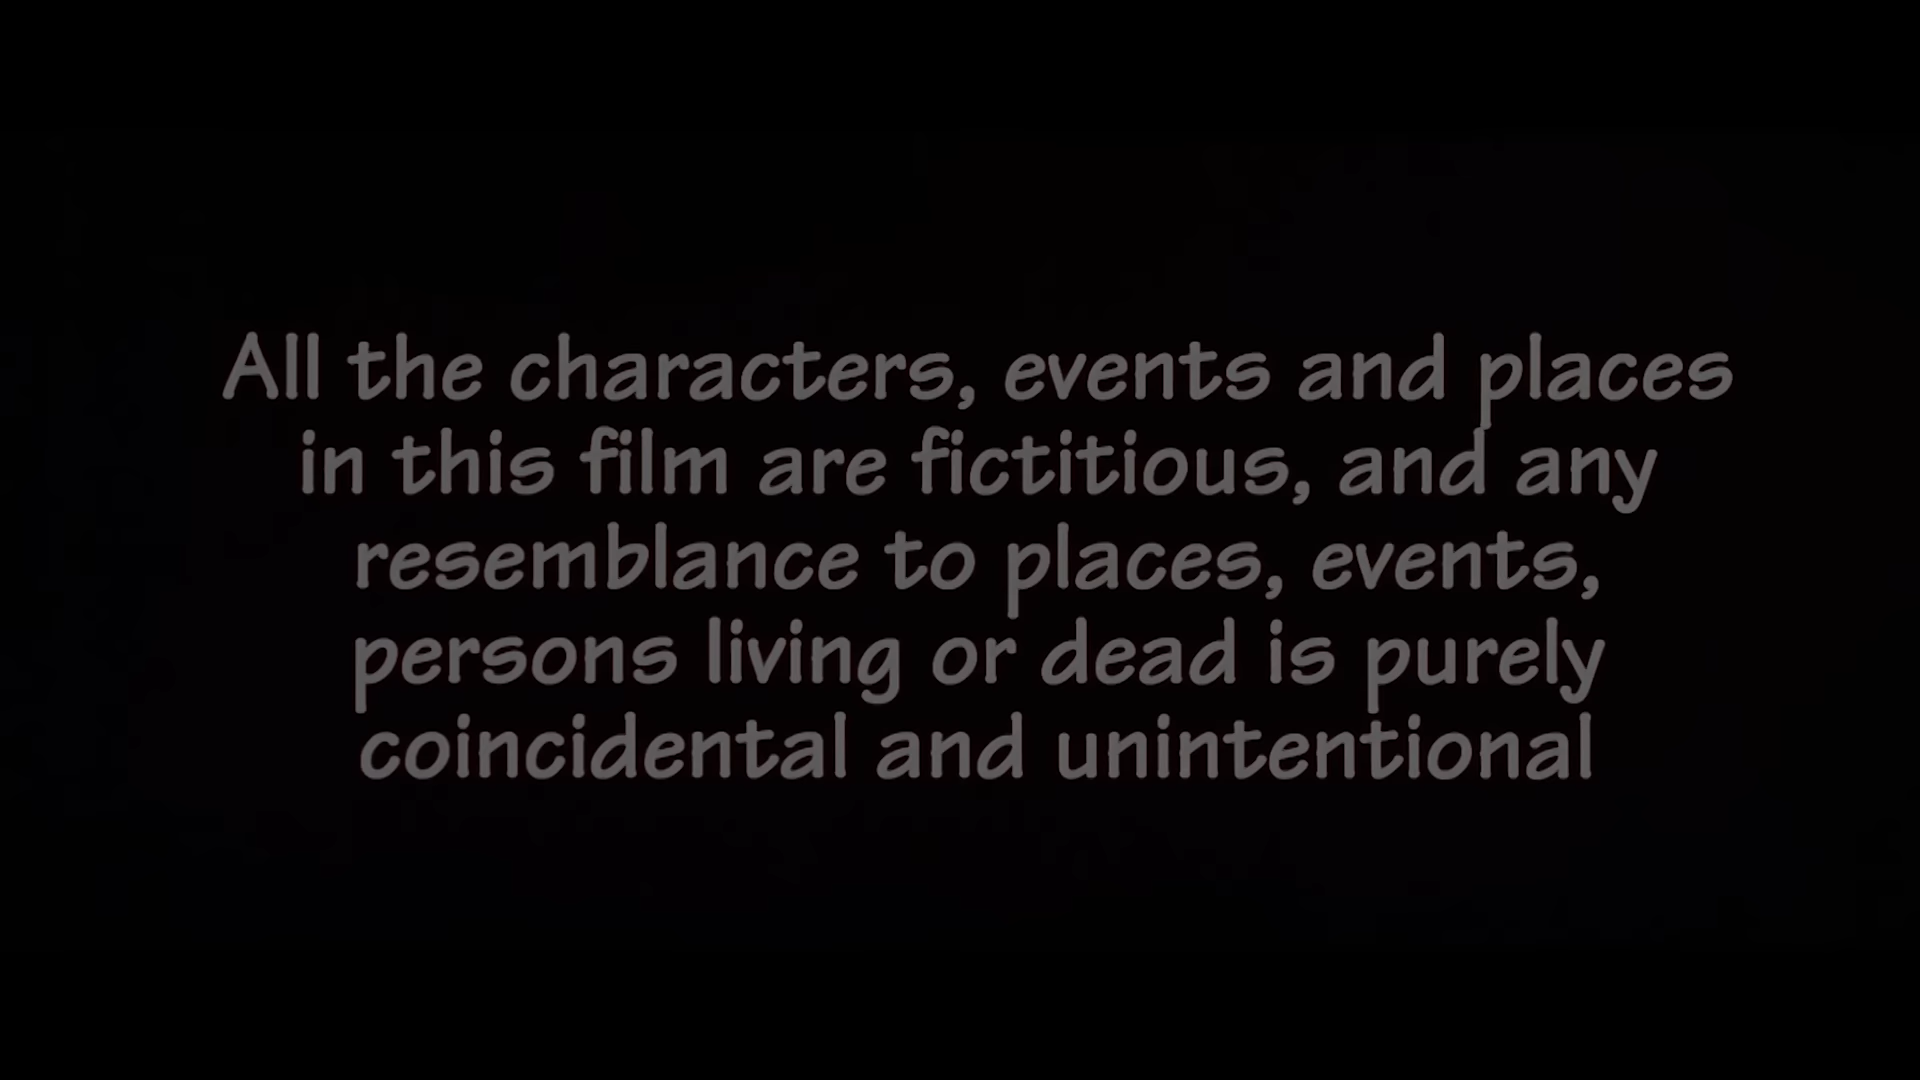 All the characters, events and places
in this film are fictitious, and any
resemblance to places, events,
persons living or dead is purely
coincidental and unintentional